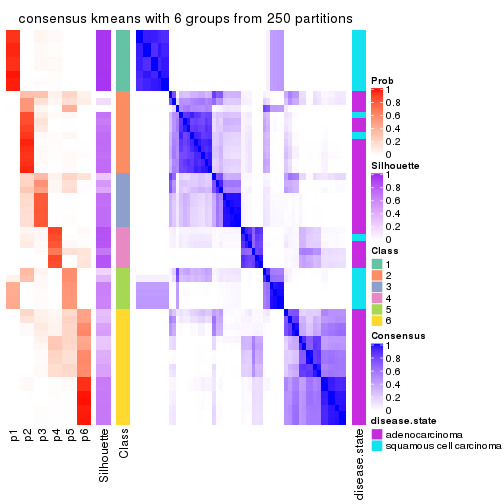 consensus kmeans with 6 groups from 250 partitions
Prob
1
0.8
0.6
0.4
0.2
0
Silhouette
1
0.8
0.6
0.4
0.2
0
Class
1
2
3
4
5
6
Consensus
1
0.8
0.6
0.4
0.2
0
disease.state
adenocarcinoma
squamous cell carcinoma
p1
p2
p3
p4
p5
p6
Silhouette
Class
disease.state